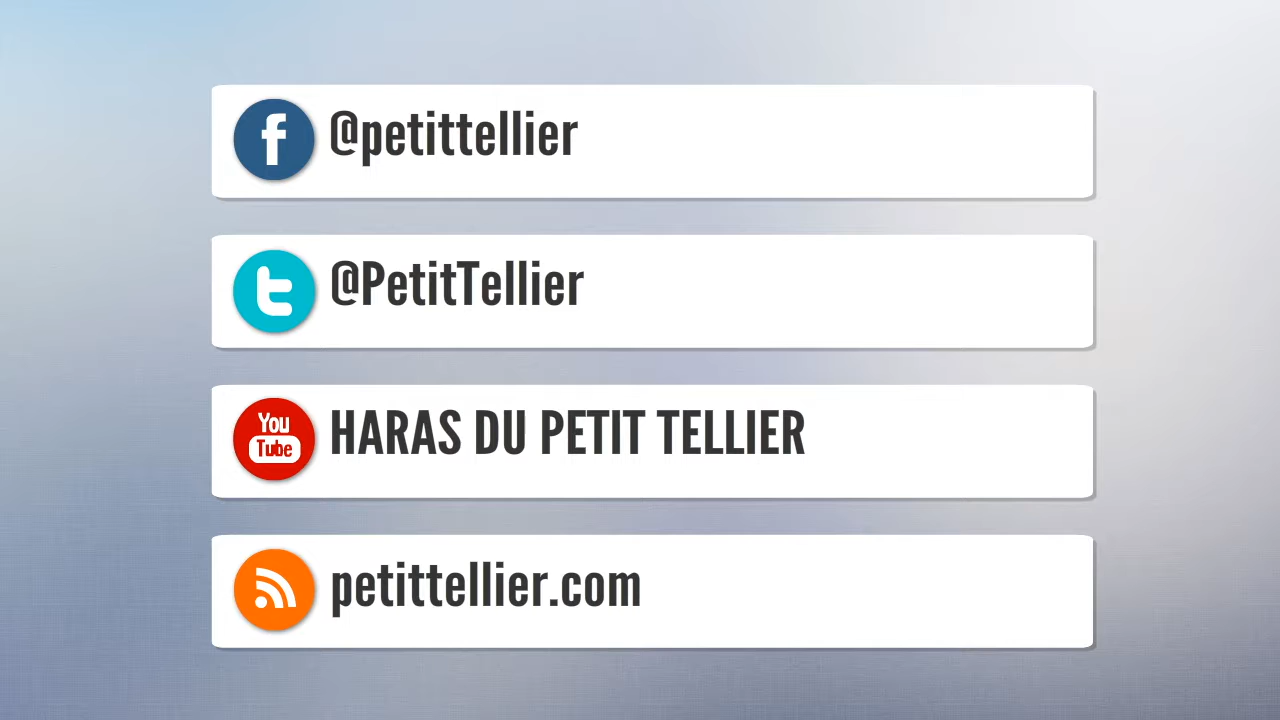 f @petittellier
t @PetitTellier
You
Tube
HARAS DU PETIT TELLIER
petittellier.com